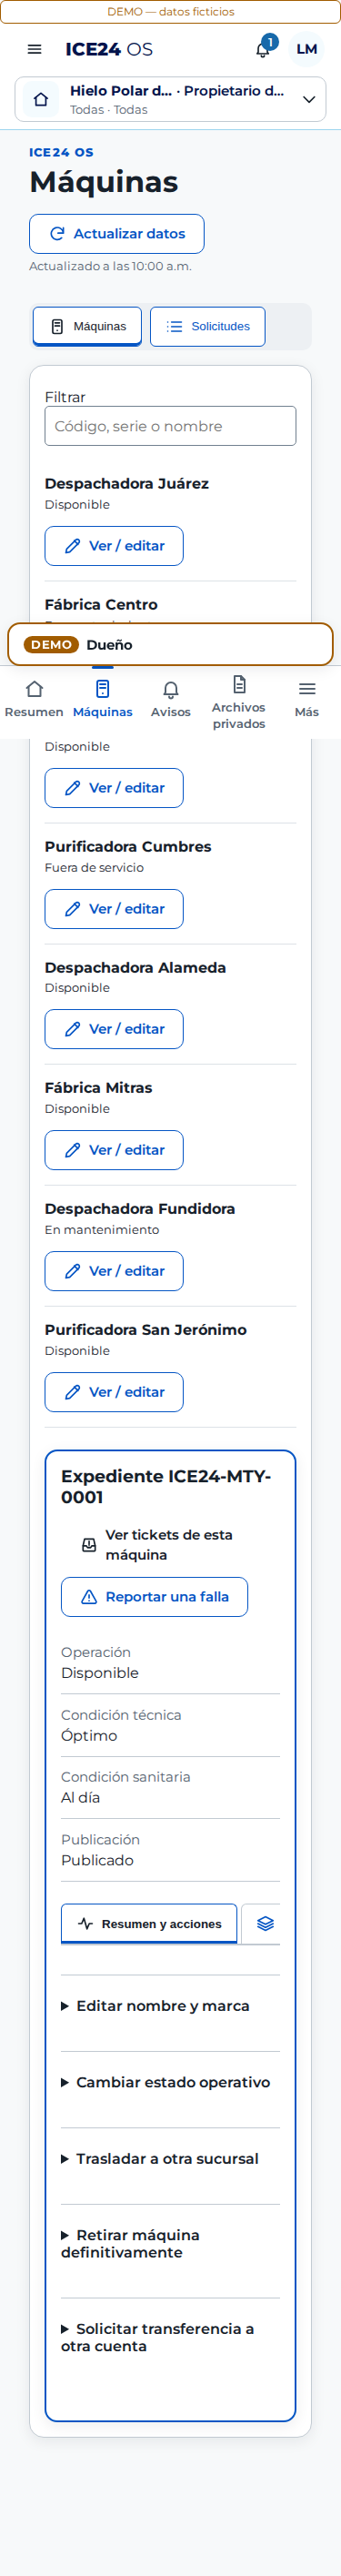 DEMO — datos ficticios
ICE24 OS
1
LM
Hielo Polar d... · Propietario d...
Todas · Todas
ICE24 OS
Máquinas
Actualizar datos
Actualizado a las 10:00 a.m.
Máquinas
Solicitudes
Filtrar
Código, serie o nombre
Despachadora Juárez
Disponible
Ver / editar
Fábrica Centro
DEMO Dueño
Resumen
Máquinas
Avisos
Archivos privados
Más
Disponible
Ver / editar
Purificadora Cumbres
Fuera de servicio
Ver / editar
Despachadora Alameda
Disponible
Ver / editar
Fábrica Mitras
Disponible
Ver / editar
Despachadora Fundidora
En mantenimiento
Ver / editar
Purificadora San Jerónimo
Disponible
Ver / editar
Expediente ICE24-MTY-
0001
Ver tickets de esta
máquina
Reportar una falla
Operación
Disponible
Condición técnica
Óptimo
Condición sanitaria
Al día
Publicación
Publicado
Resumen y acciones
Editar nombre y marca
Cambiar estado operativo
Trasladar a otra sucursal
Retirar máquina
definitivamente
Solicitar transferencia a
otra cuenta